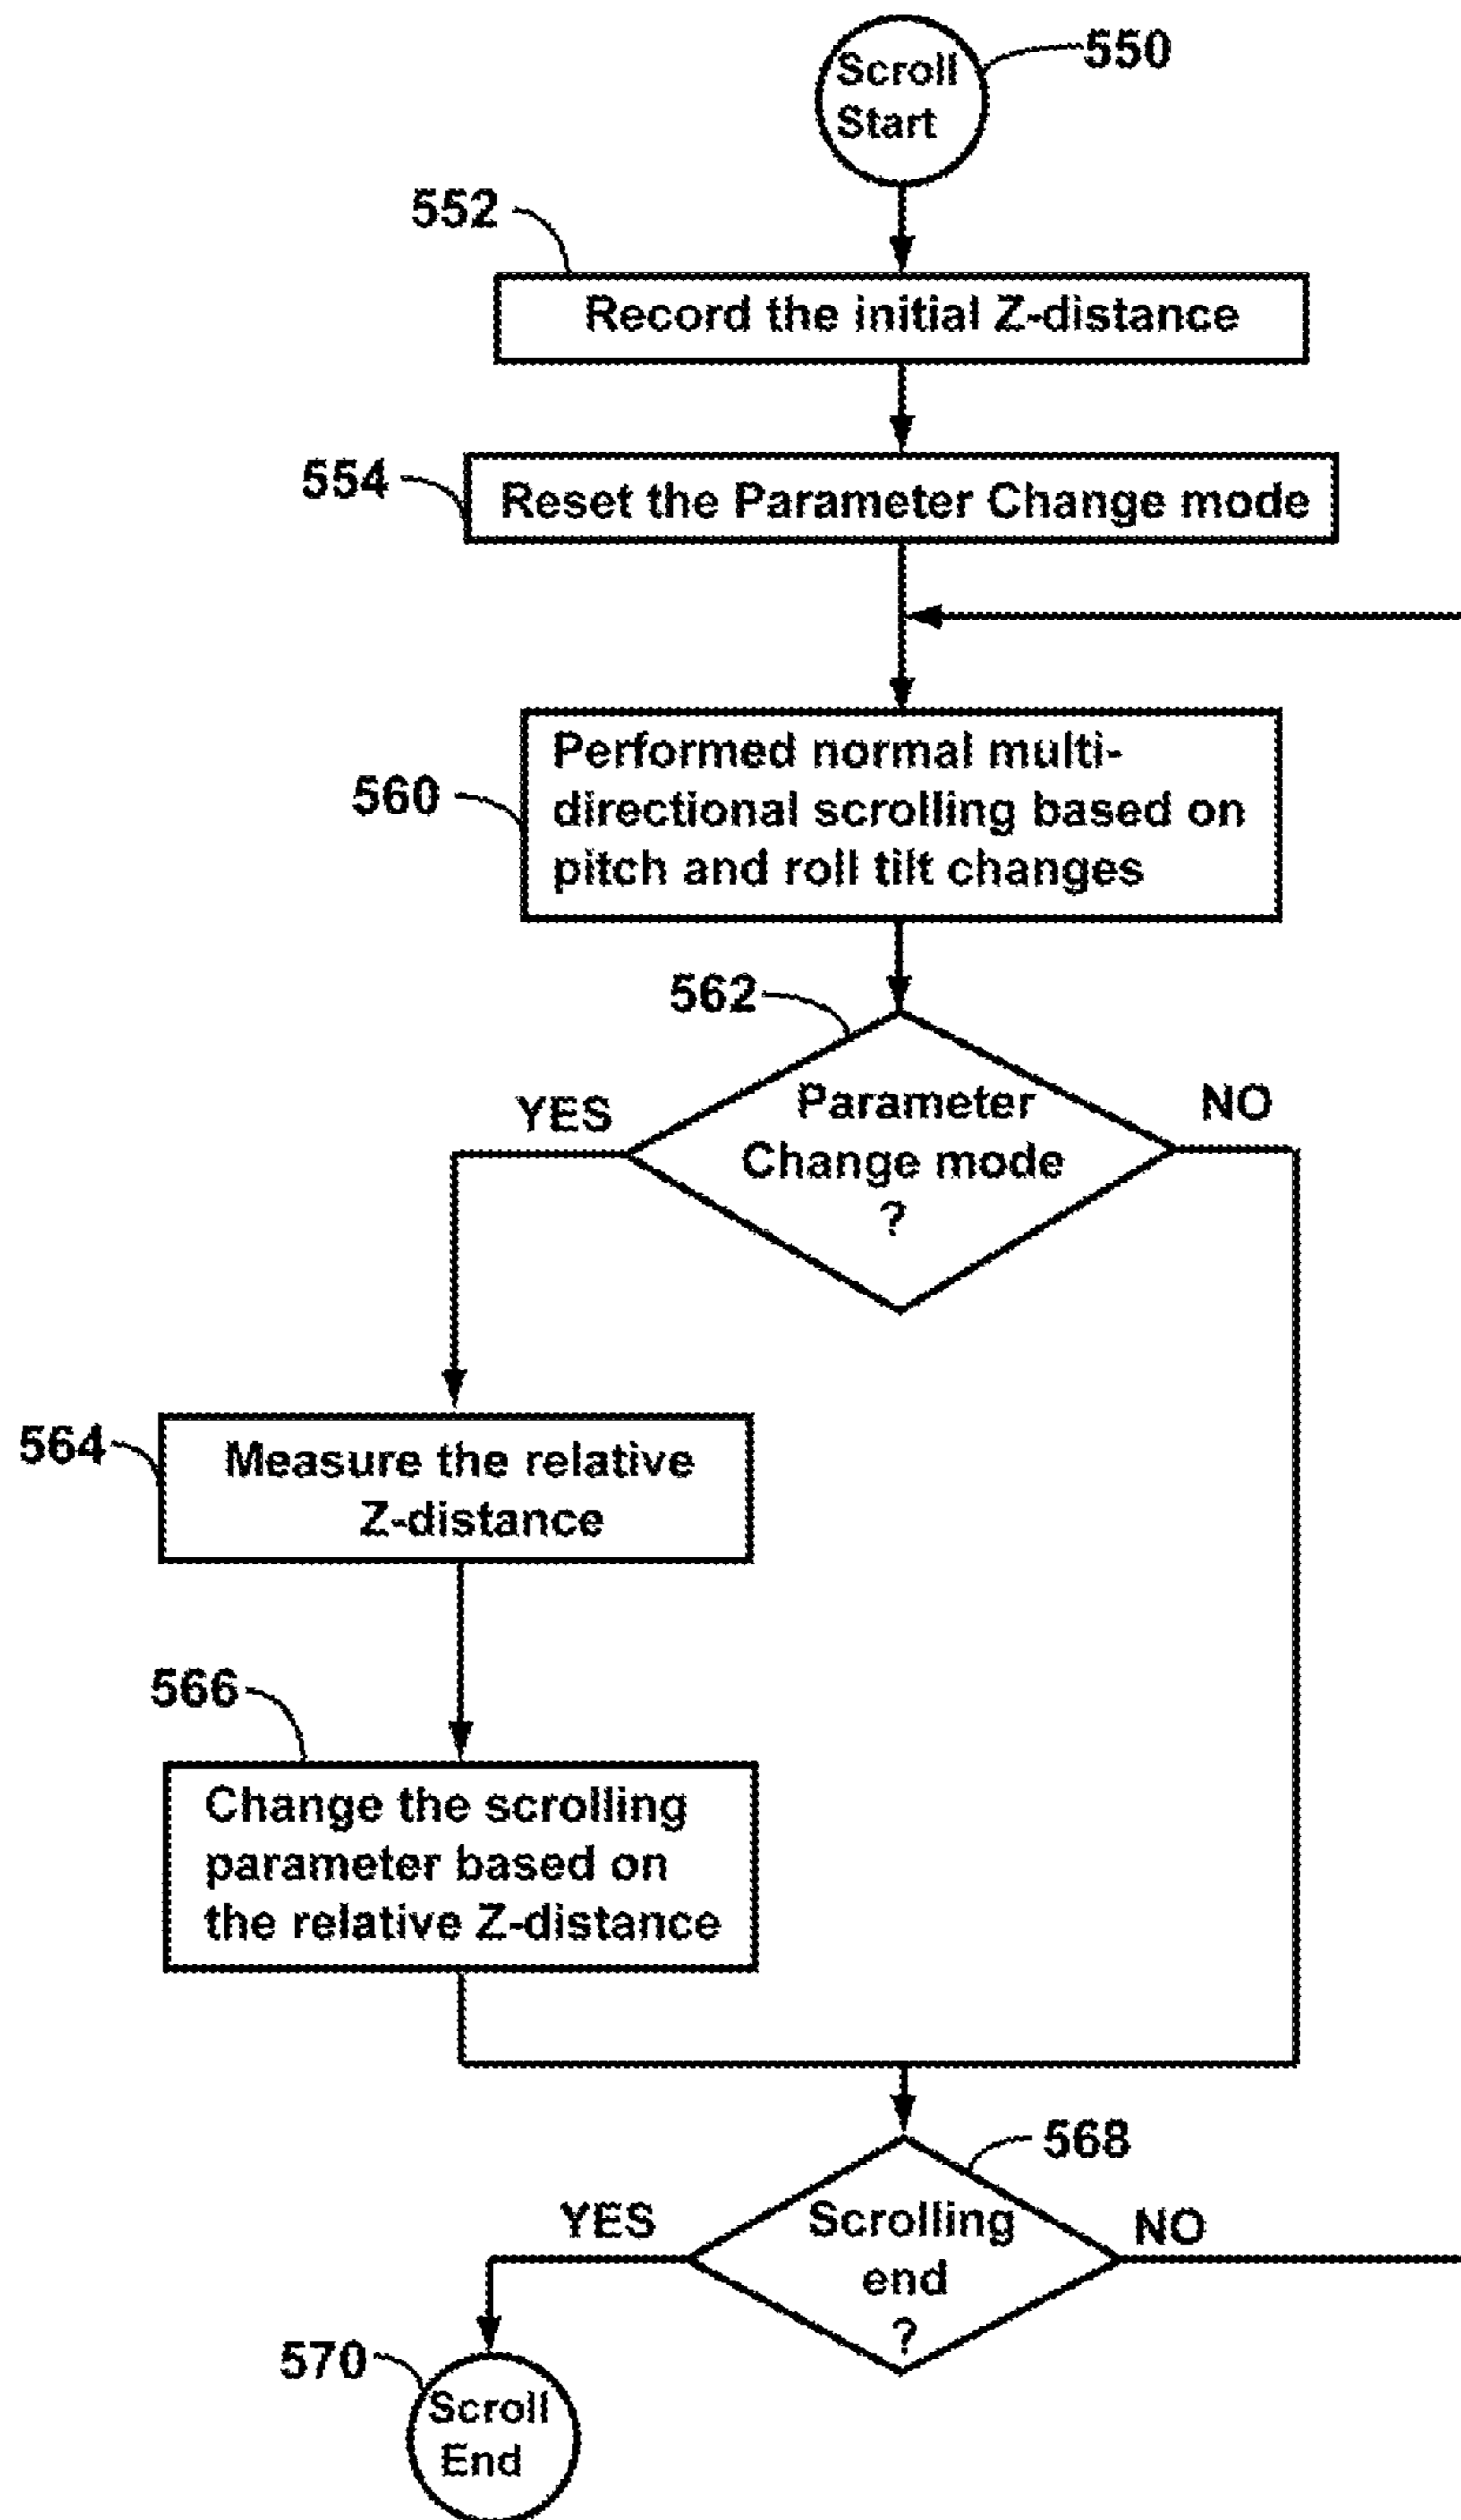 Scroll
Start
550
552
Record the initial Z-distance
554
Reset the Parameter Change mode
560
Performed normal multi-
directional scrolling based on
pitch and roll tilt changes
562
YES
Parameter
Change mode
?
NO
564
Measure the relative
Z-distance
566
Change the scrolling
parameter based on
the relative Z-distance
568
YES
Scrolling
end
?
NO
570
Scroll
End